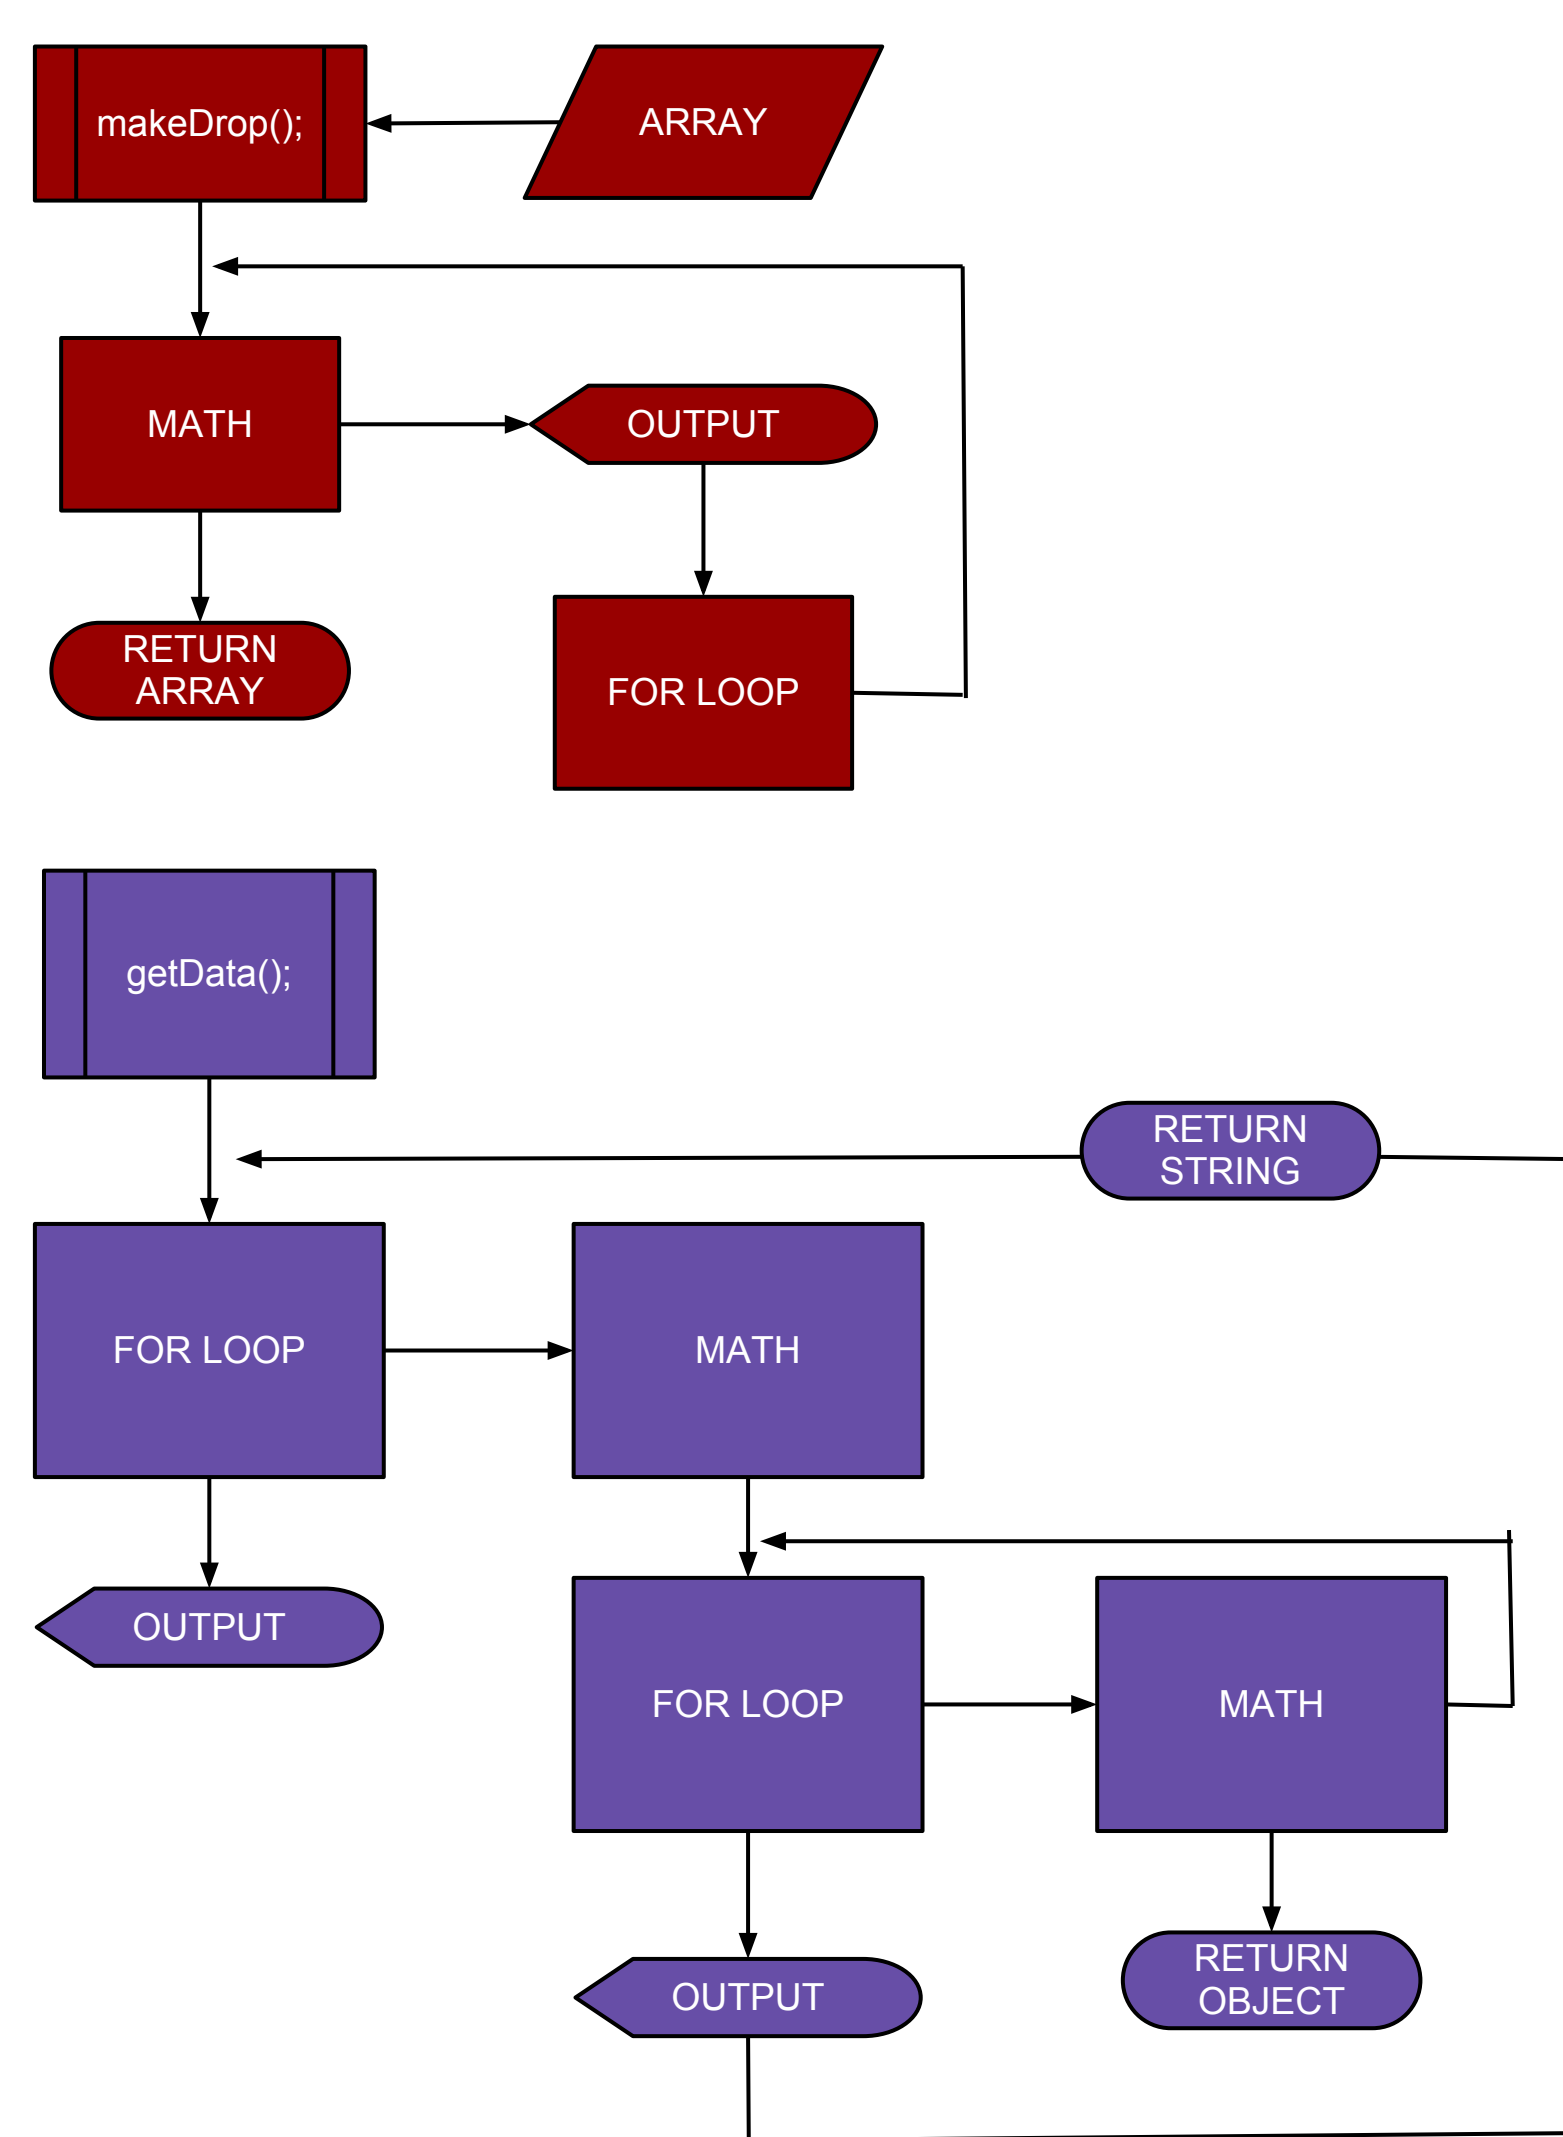 makeDrop();
ARRAY
MATH
OUTPUT
RETURN
ARRAY
FOR LOOP
getData();
RETURN
STRING
FOR LOOP
MATH
OUTPUT
FOR LOOP
MATH
OUTPUT
RETURN
OBJECT